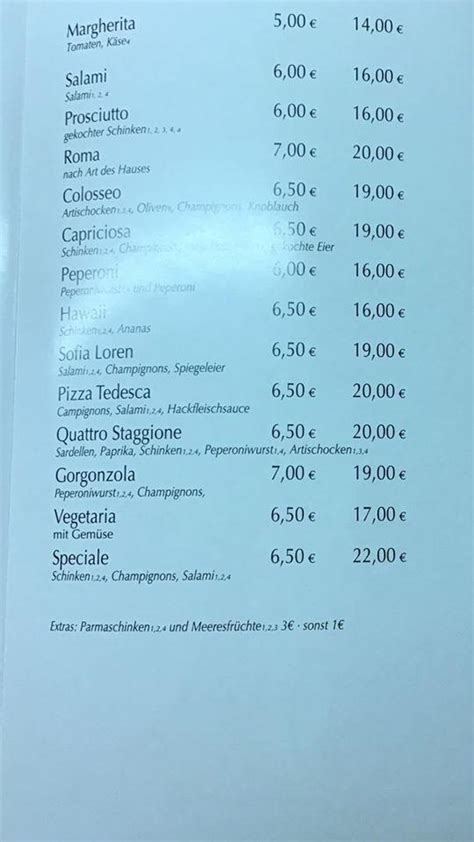 Margherita 5,00 € 14,00 €
Tomaten, Käse4
Salami 6,00 € 16,00 €
Salami1, 2, 4
Prosciutto 6,00 € 16,00 €
gekochter Schinken1, 2, 3, 4, a
Roma 7,00 € 20,00 €
nach Art des Hauses
Colosseo 6,50 € 19,00 €
Artischocken1,2,4, Oliven6, Champignons, Knoblauch
Capriciosa 6,50 € 19,00 €
Schinken1,2,4, gekochte Eier
Peperoni 6,00 € 16,00 €
Peperoniwurst und Peperoni
Hawaii 6,50 € 16,00 €
Schinken1,2,4, Ananas
Sofia Loren 6,50 € 19,00 €
Salami1,2,4, Champignons, Spiegeleier
Pizza Tedesca 6,50 € 20,00 €
Campignons, Salami1,2,4, Hackfleischsauce
Quattro Staggione 6,50 € 20,00 €
Sardellen, Paprika, Schinken1,2,4, Peperoniwurst1,4, Artischocken1,3,4
Gorgonzola 7,00 € 19,00 €
Peperoniwurst1,2,4, Champignons,
Vegetaria 6,50 € 17,00 €
mit Gemüse
Speciale 6,50 € 22,00 €
Schinken1,2,4, Champignons, Salami1,2,4
Extras: Parmaschinken1,2,4 und Meeresfrüchte1,2,3 3€ · sonst 1€